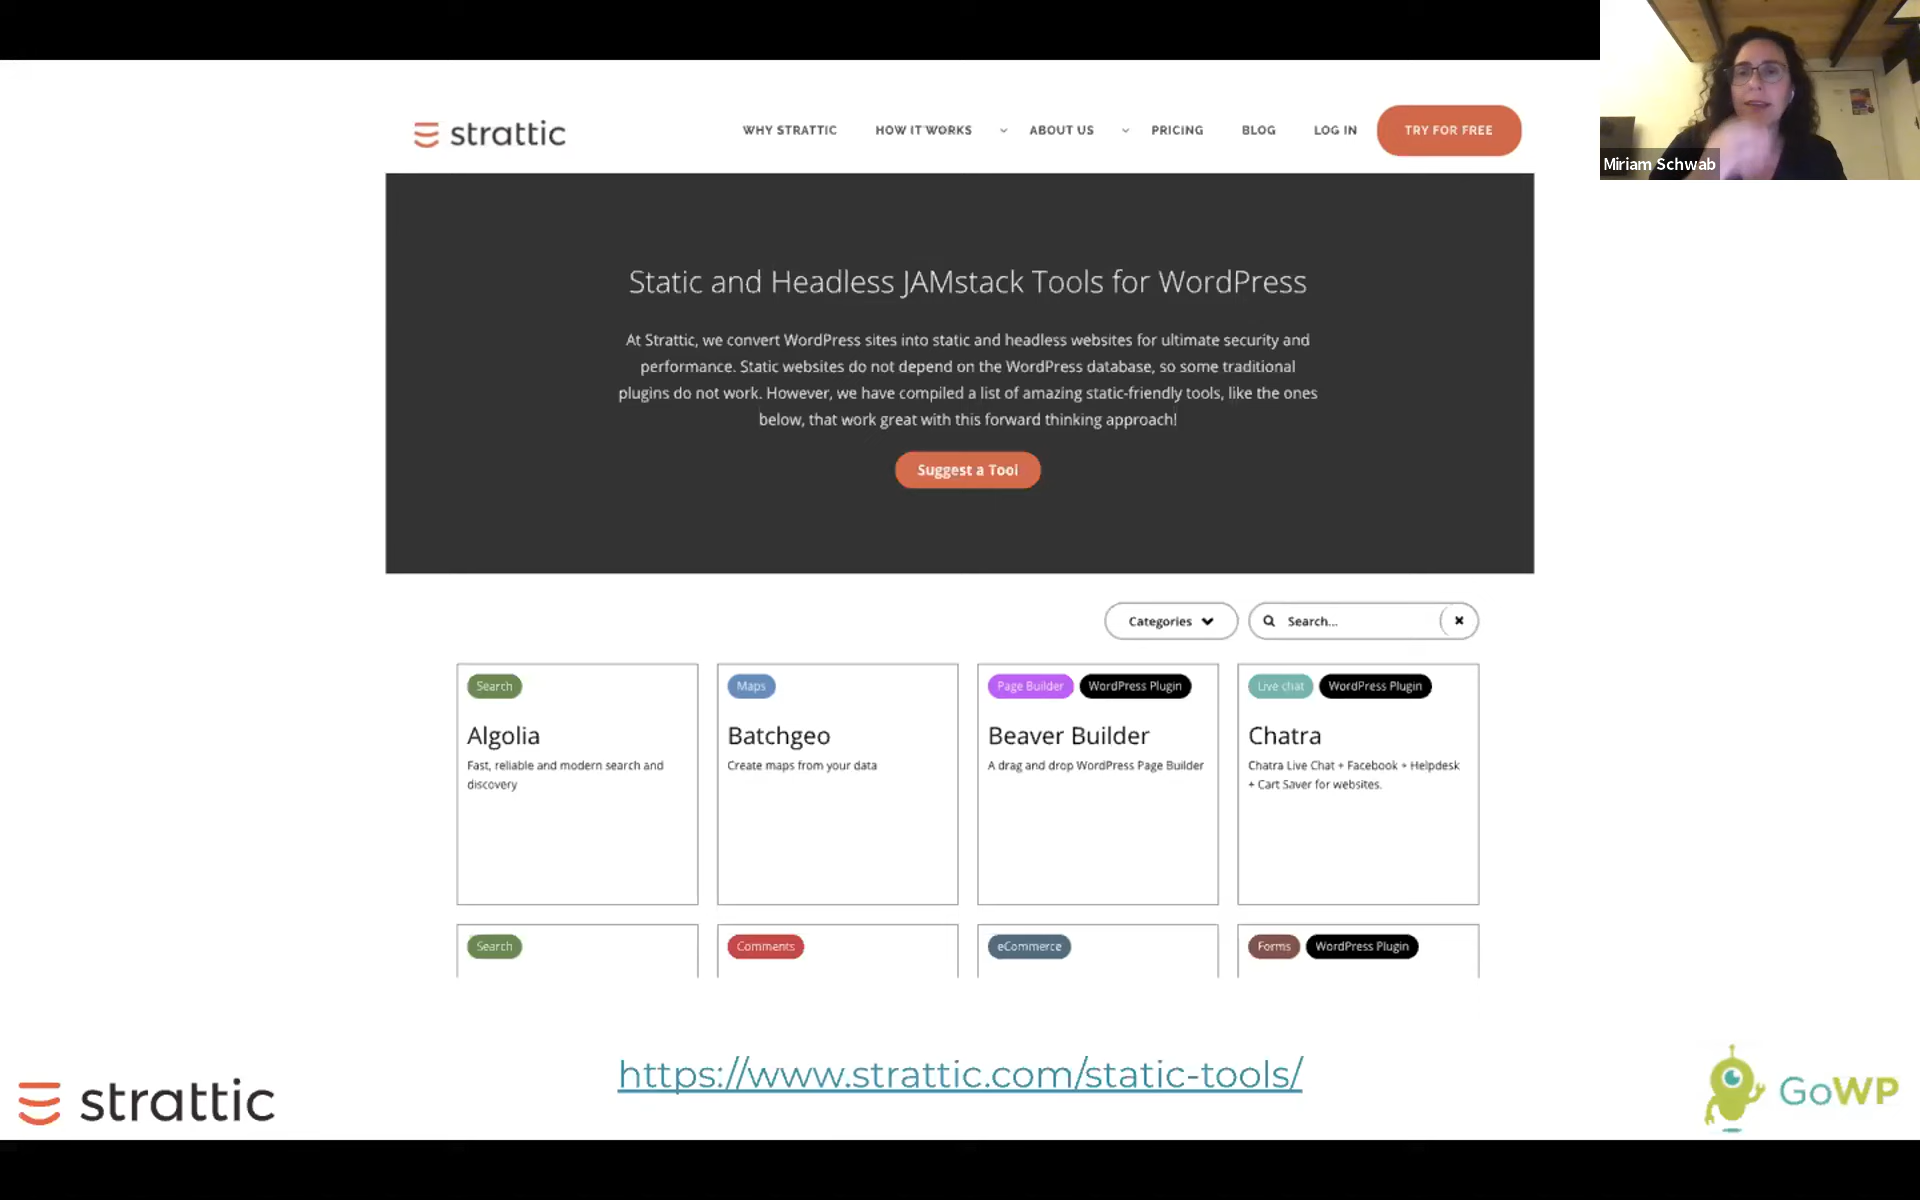 Miriam Schwab
strattic
WHY STRATTIC HOW IT WORKS ABOUT US PRICING BLOG LOG IN TRY FOR FREE
Static and Headless JAMstack Tools for WordPress
At Strattic, we convert WordPress sites into static and headless websites for ultimate security and
performance. Static websites do not depend on the WordPress database, so some traditional
plugins do not work. However, we have compiled a list of amazing static-friendly tools, like the ones
below, that work great with this forward thinking approach!
Suggest a Tool
Categories Search...
Search
Algolia
Fast, reliable and modern search and
discovery
Maps
Batchgeo
Create maps from your data
Page Builder WordPress Plugin
Beaver Builder
A drag and drop WordPress Page Builder
Live chat WordPress Plugin
Chatra
Chatra Live Chat + Facebook + Helpdesk
+ Cart Saver for websites.
Search
Comments
eCommerce
Forms WordPress Plugin
https://www.strattic.com/static-tools/
strattic
GoWP